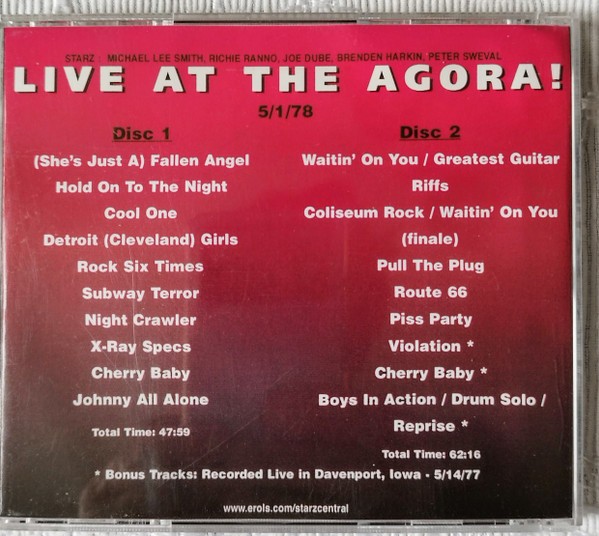 STARZ : MICHAEL LEE SMITH, RICHIE RANNO, JOE DUBE, BRENDEN HARKIN, PETER SWEVAL
LIVE AT THE AGORA!
5/1/78
Disc 1
(She's Just A) Fallen Angel
Hold On To The Night
Cool One
Detroit (Cleveland) Girls
Rock Six Times
Subway Terror
Night Crawler
X-Ray Specs
Cherry Baby
Johnny All Alone
Total Time: 47:59
Disc 2
Waitin' On You / Greatest Guitar
Riffs
Coliseum Rock / Waitin' On You
(finale)
Pull The Plug
Route 66
Piss Party
Violation *
Cherry Baby *
Boys In Action / Drum Solo /
Reprise *
Total Time: 62:16
* Bonus Tracks: Recorded Live in Davenport, Iowa - 5/14/77
www.erols.com/starzcentral